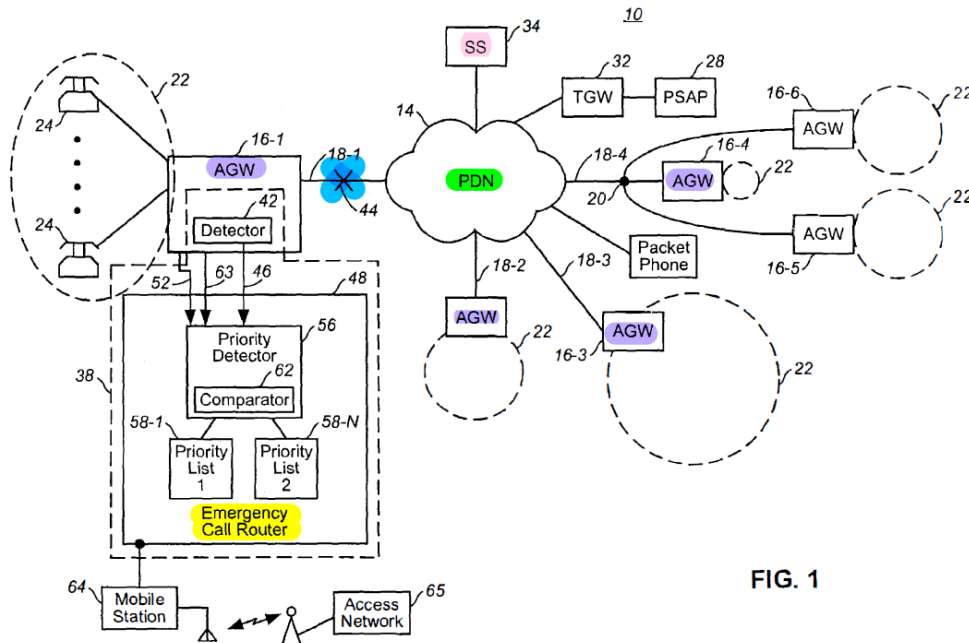 10
34
SS
22
32
28
24
TGW
PSAP
16-6
22
14
AGW
16-1
18-1
18-4
16-4
AGW
PDN
AGW
22
44
20
22
42
24
Detector
AGW
Packet
Phone
16-5
18-2
18-3
52
63
46
48
56
AGW
AGW
Priority
Detector
22
16-3
38
62
22
Comparator
58-1
58-N
Priority
List
1
Priority
List
2
Emergency
Call Router
64
65
Mobile
Station
Access
Network
FIG. 1